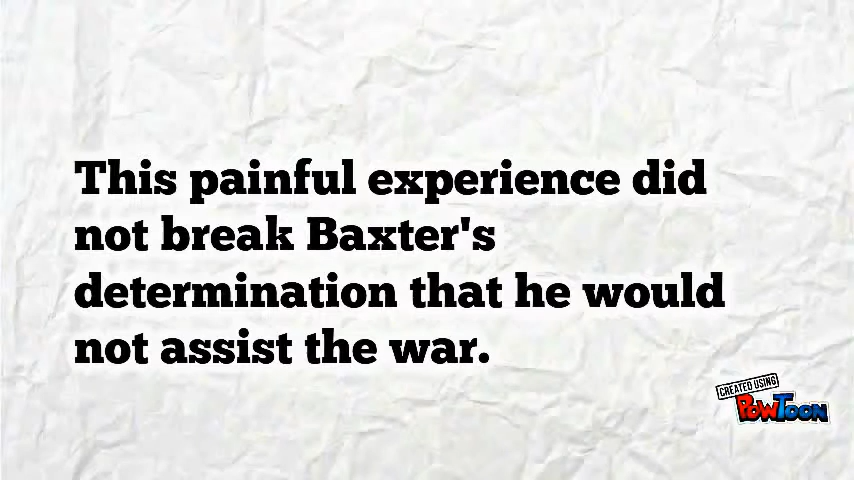 This painful experience did
not break Baxter's
determination that he would
not assist the war.
CREATED USING
POWTOON